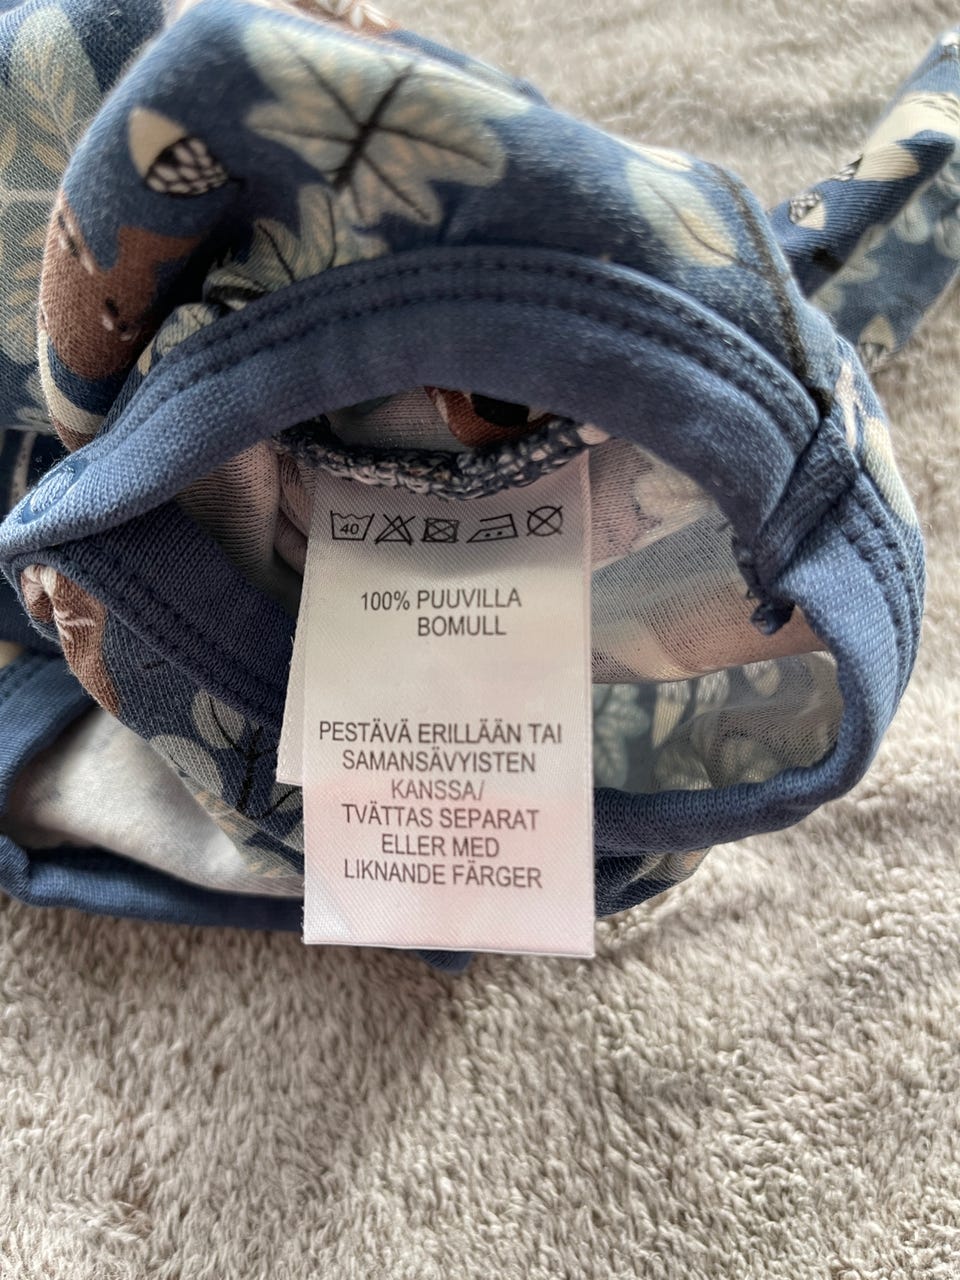 40
100% PUUVILLA
BOMULL
PESTÄVÄ ERILLÄÄN TAI
SAMANSÄVYISTEN
KANSSA/
TVÄTTAS SEPARAT
ELLER MED
LIKNANDE FÄRGER